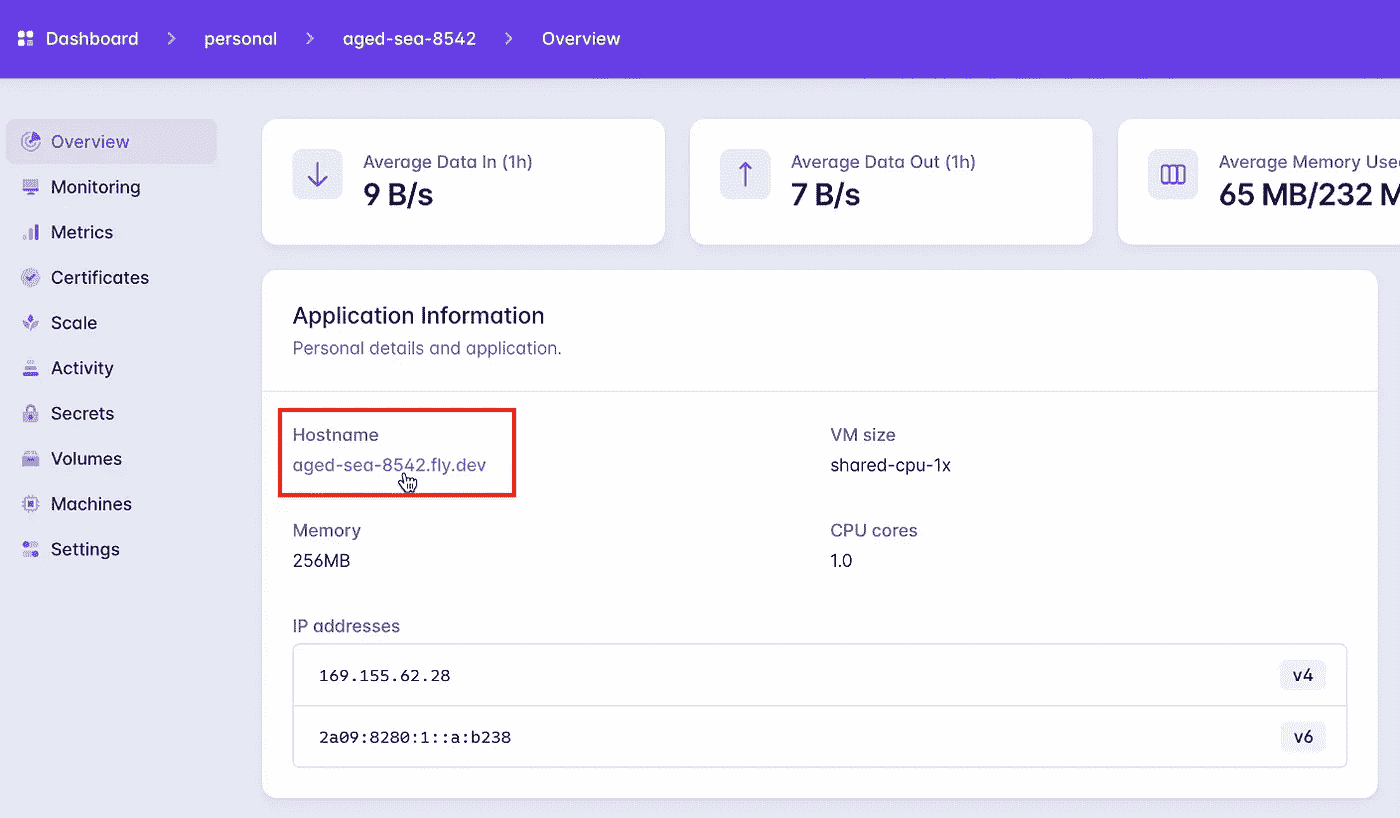 Dashboard > personal > aged-sea-8542 > Overview
Overview
Monitoring
Metrics
Certificates
Scale
Activity
Secrets
Volumes
Machines
Settings
Average Data In (1h)
9 B/s
Average Data Out (1h)
7 B/s
Average Memory
65 MB/232
Application Information
Personal details and application.
Hostname
aged-sea-8542.fly.dev
VM size
shared-cpu-1x
Memory
256MB
CPU cores
1.0
IP addresses
169.155.62.28 v4
2a09:8280:1::a:b238 v6